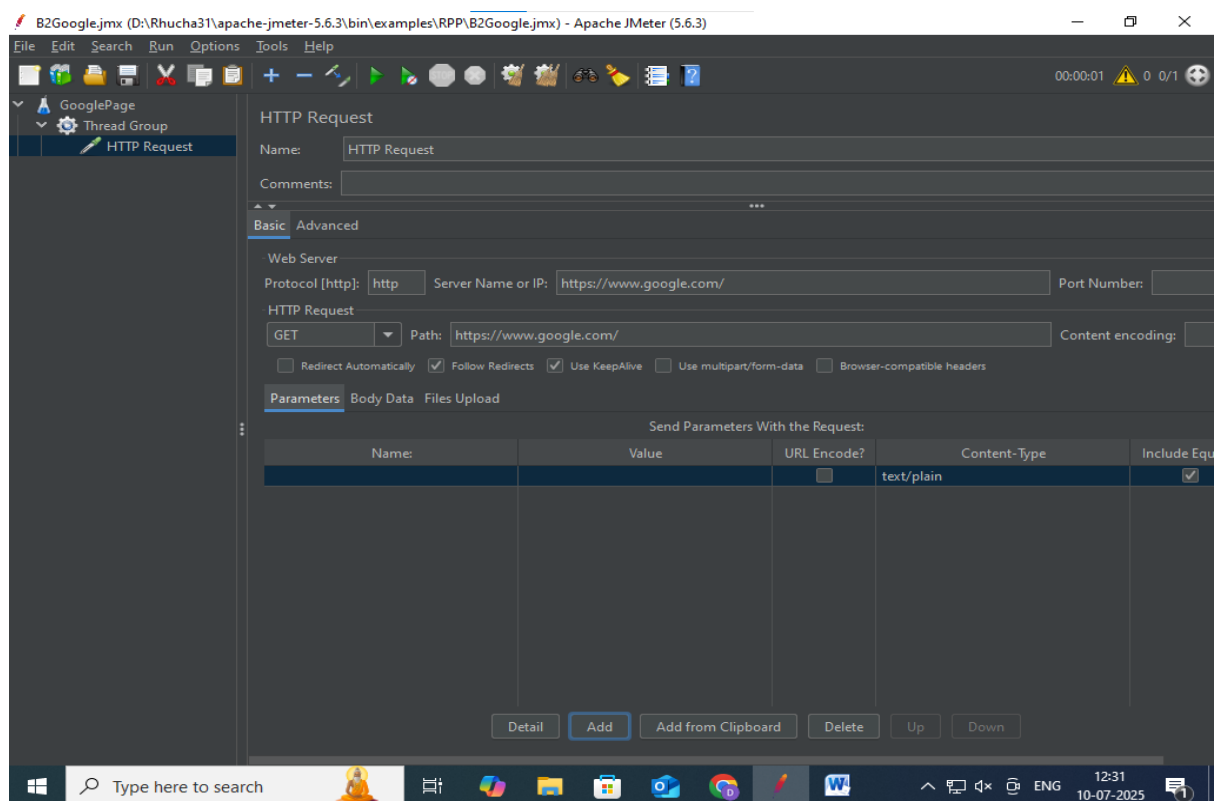 B2Google.jmx (D:\Rhucha31\apache-jmeter-5.6.3\bin\examples\RPP\B2Google.jmx) - Apache JMeter (5.6.3)
File Edit Search Run Options Tools Help
STOP 00:00:01 0 0/1
GooglePage
Thread Group
HTTP Request
HTTP Request
Name: HTTP Request
Comments:
Basic Advanced
Web Server
Protocol [http]: http Server Name or IP: https://www.google.com/ Port Number:
HTTP Request
GET Path: https://www.google.com/ Content encoding:
Redirect Automatically Follow Redirects Use KeepAlive Use multipart/form-data Browser-compatible headers
Parameters Body Data Files Upload
Send Parameters With the Request:
Name: Value URL Encode? Content-Type Include Equ
text/plain
Detail Add Add from Clipboard Delete Up Down
Type here to search ENG 12:31
10-07-2025 1